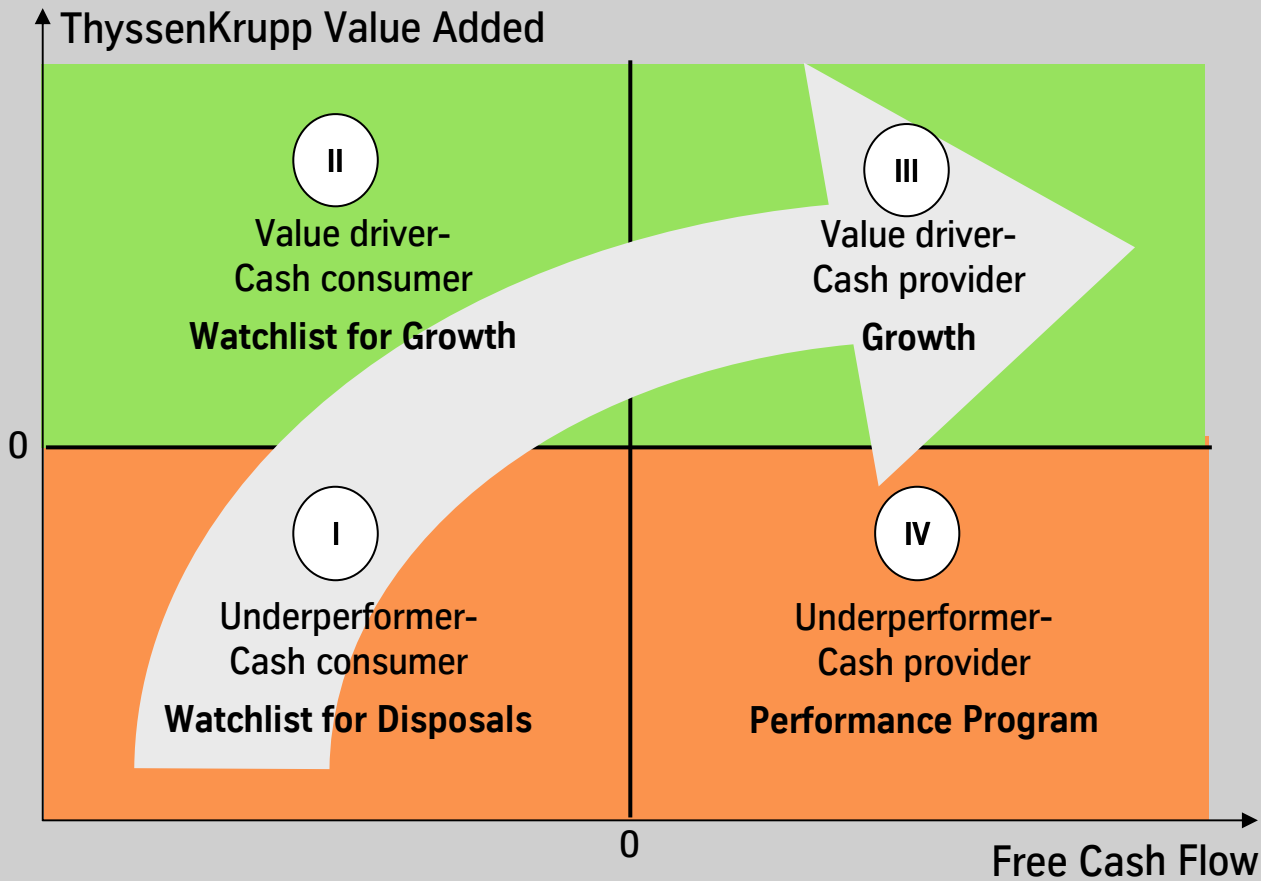 ThyssenKrupp Value Added
II
Value driver-
Cash consumer
Watchlist for Growth
III
Value driver-
Cash provider
Growth
0
I
Underperformer-
Cash consumer
Watchlist for Disposals
IV
Underperformer-
Cash provider
Performance Program
0
Free Cash Flow